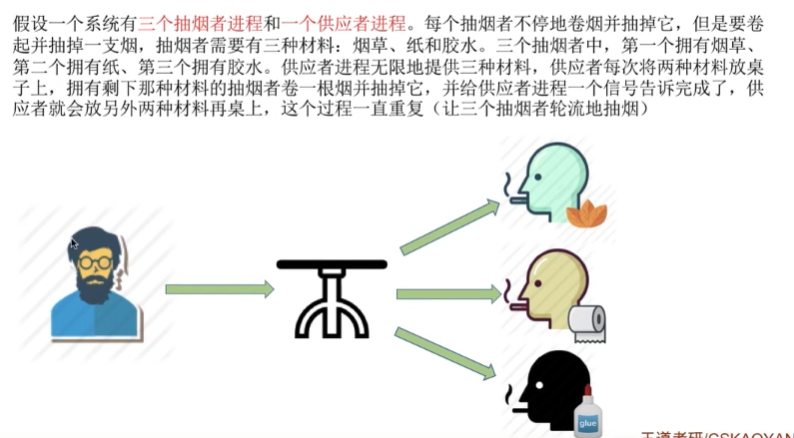 假设一个系统有三个抽烟者进程和一个供应者进程。每个抽烟者不停地卷烟并抽掉它，但是要卷
起并抽掉一支烟，抽烟者需要有三种材料：烟草、纸和胶水。三个抽烟者中，第一个拥有烟草、
第二个拥有纸、第三个拥有胶水。供应者进程无限地提供三种材料，供应者每次将两种材料放桌
子上，拥有剩下那种材料的抽烟者卷一根烟并抽掉它，并给供应者进程一个信号告诉完成了，供
应者就会放另外两种材料再桌上，这个过程一直重复（让三个抽烟者轮流地抽烟）
glue
王道考研/CSKAOYAN